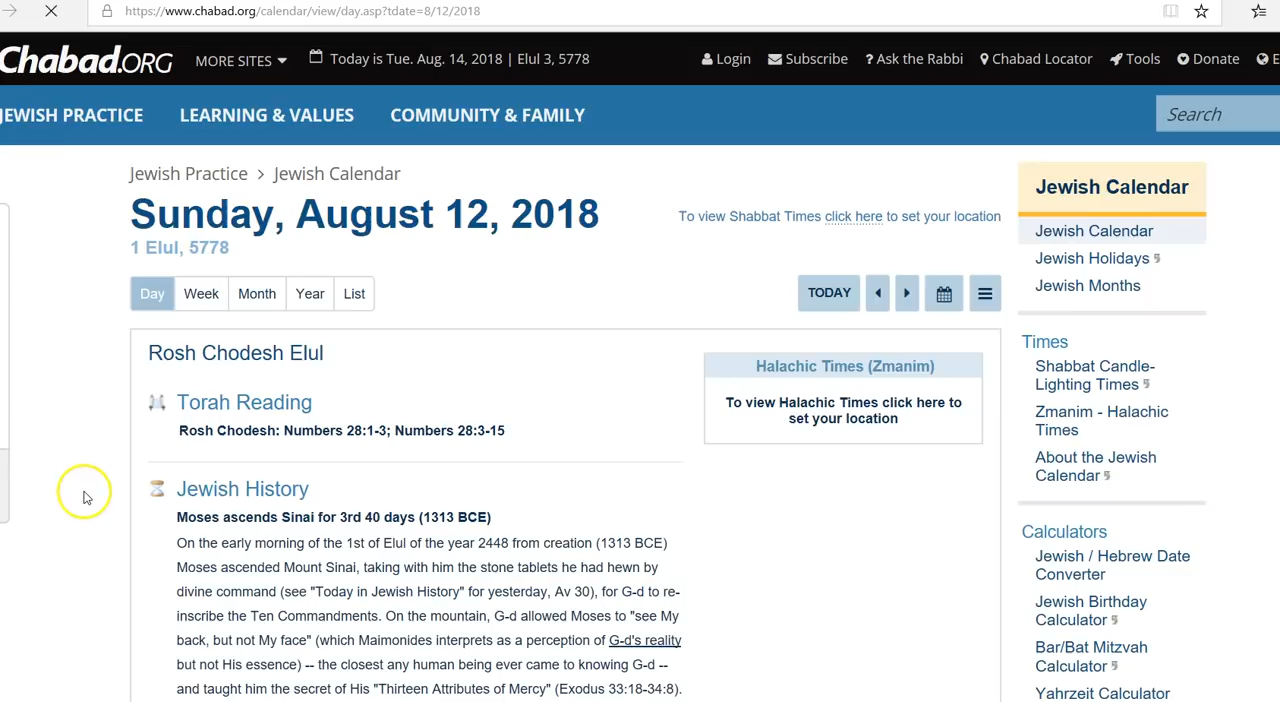 https://www.chabad.org/calendar/view/day.asp?tdate=8/12/2018
Chabad.ORG MORE SITES Today is Tue. Aug. 14, 2018 | Elul 3, 5778 Login Subscribe ? Ask the Rabbi Chabad Locator Tools Donate E
JEWISH PRACTICE LEARNING & VALUES COMMUNITY & FAMILY Search
Jewish Practice > Jewish Calendar
Sunday, August 12, 2018
1 Elul, 5778
To view Shabbat Times click here to set your location
Day Week Month Year List
TODAY
Rosh Chodesh Elul
Torah Reading
Rosh Chodesh: Numbers 28:1-3; Numbers 28:3-15
Jewish History
Moses ascends Sinai for 3rd 40 days (1313 BCE)
On the early morning of the 1st of Elul of the year 2448 from creation (1313 BCE)
Moses ascended Mount Sinai, taking with him the stone tablets he had hewn by
divine command (see "Today in Jewish History" for yesterday, Av 30), for G-d to re-
inscribe the Ten Commandments. On the mountain, G-d allowed Moses to "see My
back, but not My face" (which Maimonides interprets as a perception of G-d's reality
but not His essence) -- the closest any human being ever came to knowing G-d --
and taught him the secret of His "Thirteen Attributes of Mercy" (Exodus 33:18-34:8).
Halachic Times (Zmanim)
To view Halachic Times click here to
set your location
Jewish Calendar
Jewish Calendar
Jewish Holidays
Jewish Months
Times
Shabbat Candle-
Lighting Times
Zmanim - Halachic
Times
About the Jewish
Calendar
Calculators
Jewish / Hebrew Date
Converter
Jewish Birthday
Calculator
Bar/Bat Mitzvah
Calculator
Yahrzeit Calculator